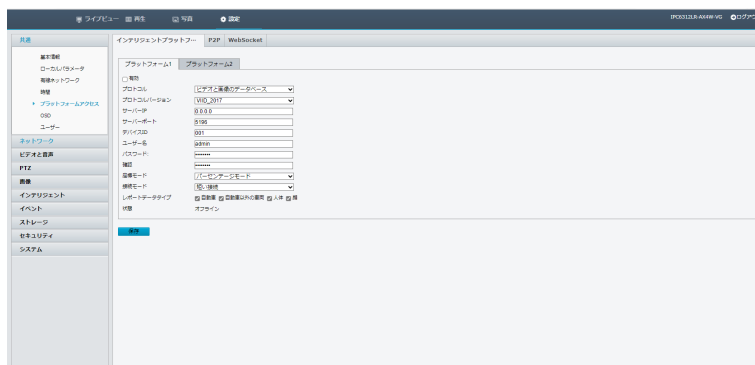 ライブビュー 再生 写真 設定 IPC6312LR-AX4W-VG ログアウ
共通 インテリジェントプラットフ… P2P WebSocket
基本情報
ローカルパラメータ
有線ネットワーク
時間
プラットフォームアクセス
OSD
ユーザー
ネットワーク
ビデオと音声
PTZ
画像
インテリジェント
イベント
ストレージ
セキュリティ
システム
プラットフォーム1 プラットフォーム2
有効
プロトコル ビデオと画像のデータベース
プロトコルバージョン VIID_2017
サーバーIP 0.0.0.0
サーバーポート 5196
デバイスID 001
ユーザー名 admin
パスワード: ••••••••
確認 ••••••••
座標モード パーセンテージモード
接続モード 短い接続
レポートデータタイプ 自動車 自動車以外の車両 人体 顔
状態 オフライン
保存